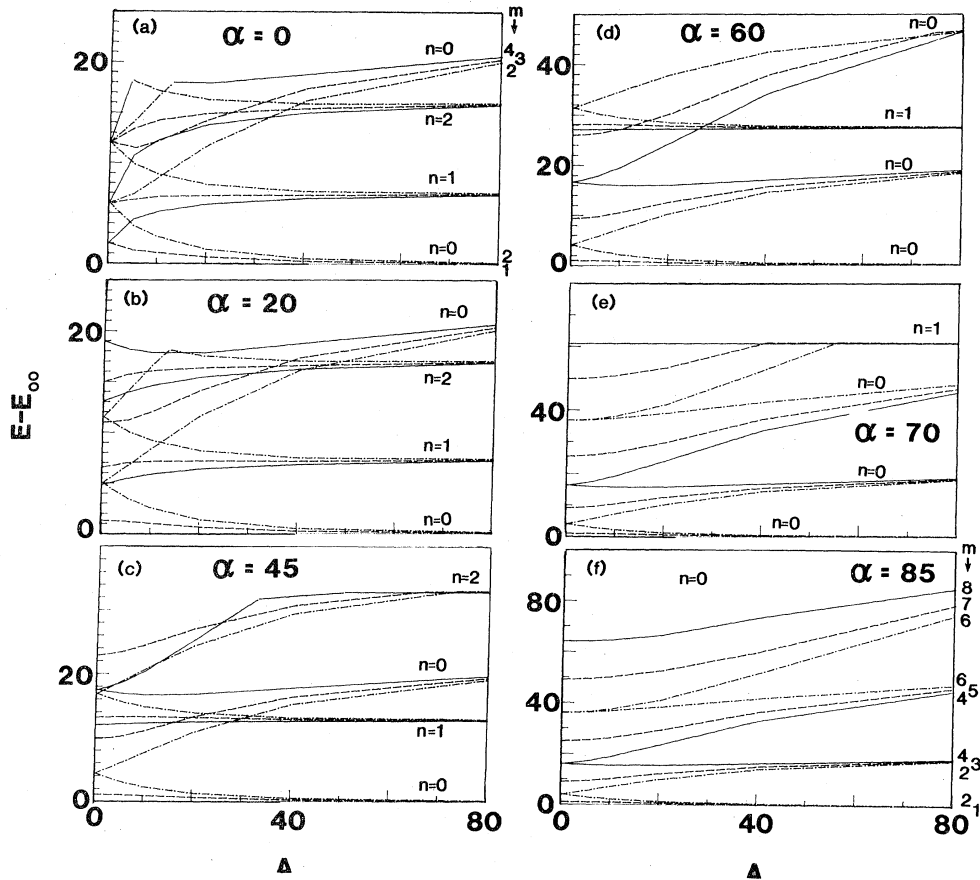 (a)
α = 0
m
↓
n=0
4 3
2
n=2
n=1
n=0
2
1
20
0
(b)
α = 20
n=0
n=2
n=1
n=0
20
0
E-E₀₀
(c)
α = 45
n=2
n=0
n=1
n=0
20
0
0
40
80
Δ
(d)
α = 60
n=0
n=1
n=0
n=0
40
20
0
(e)
n=1
n=0
α = 70
n=0
n=0
40
0
(f)
n=0
α = 85
m
↓
8
7
6
6 5
4
4 3
2
2 1
80
40
0
0
40
80
Δ